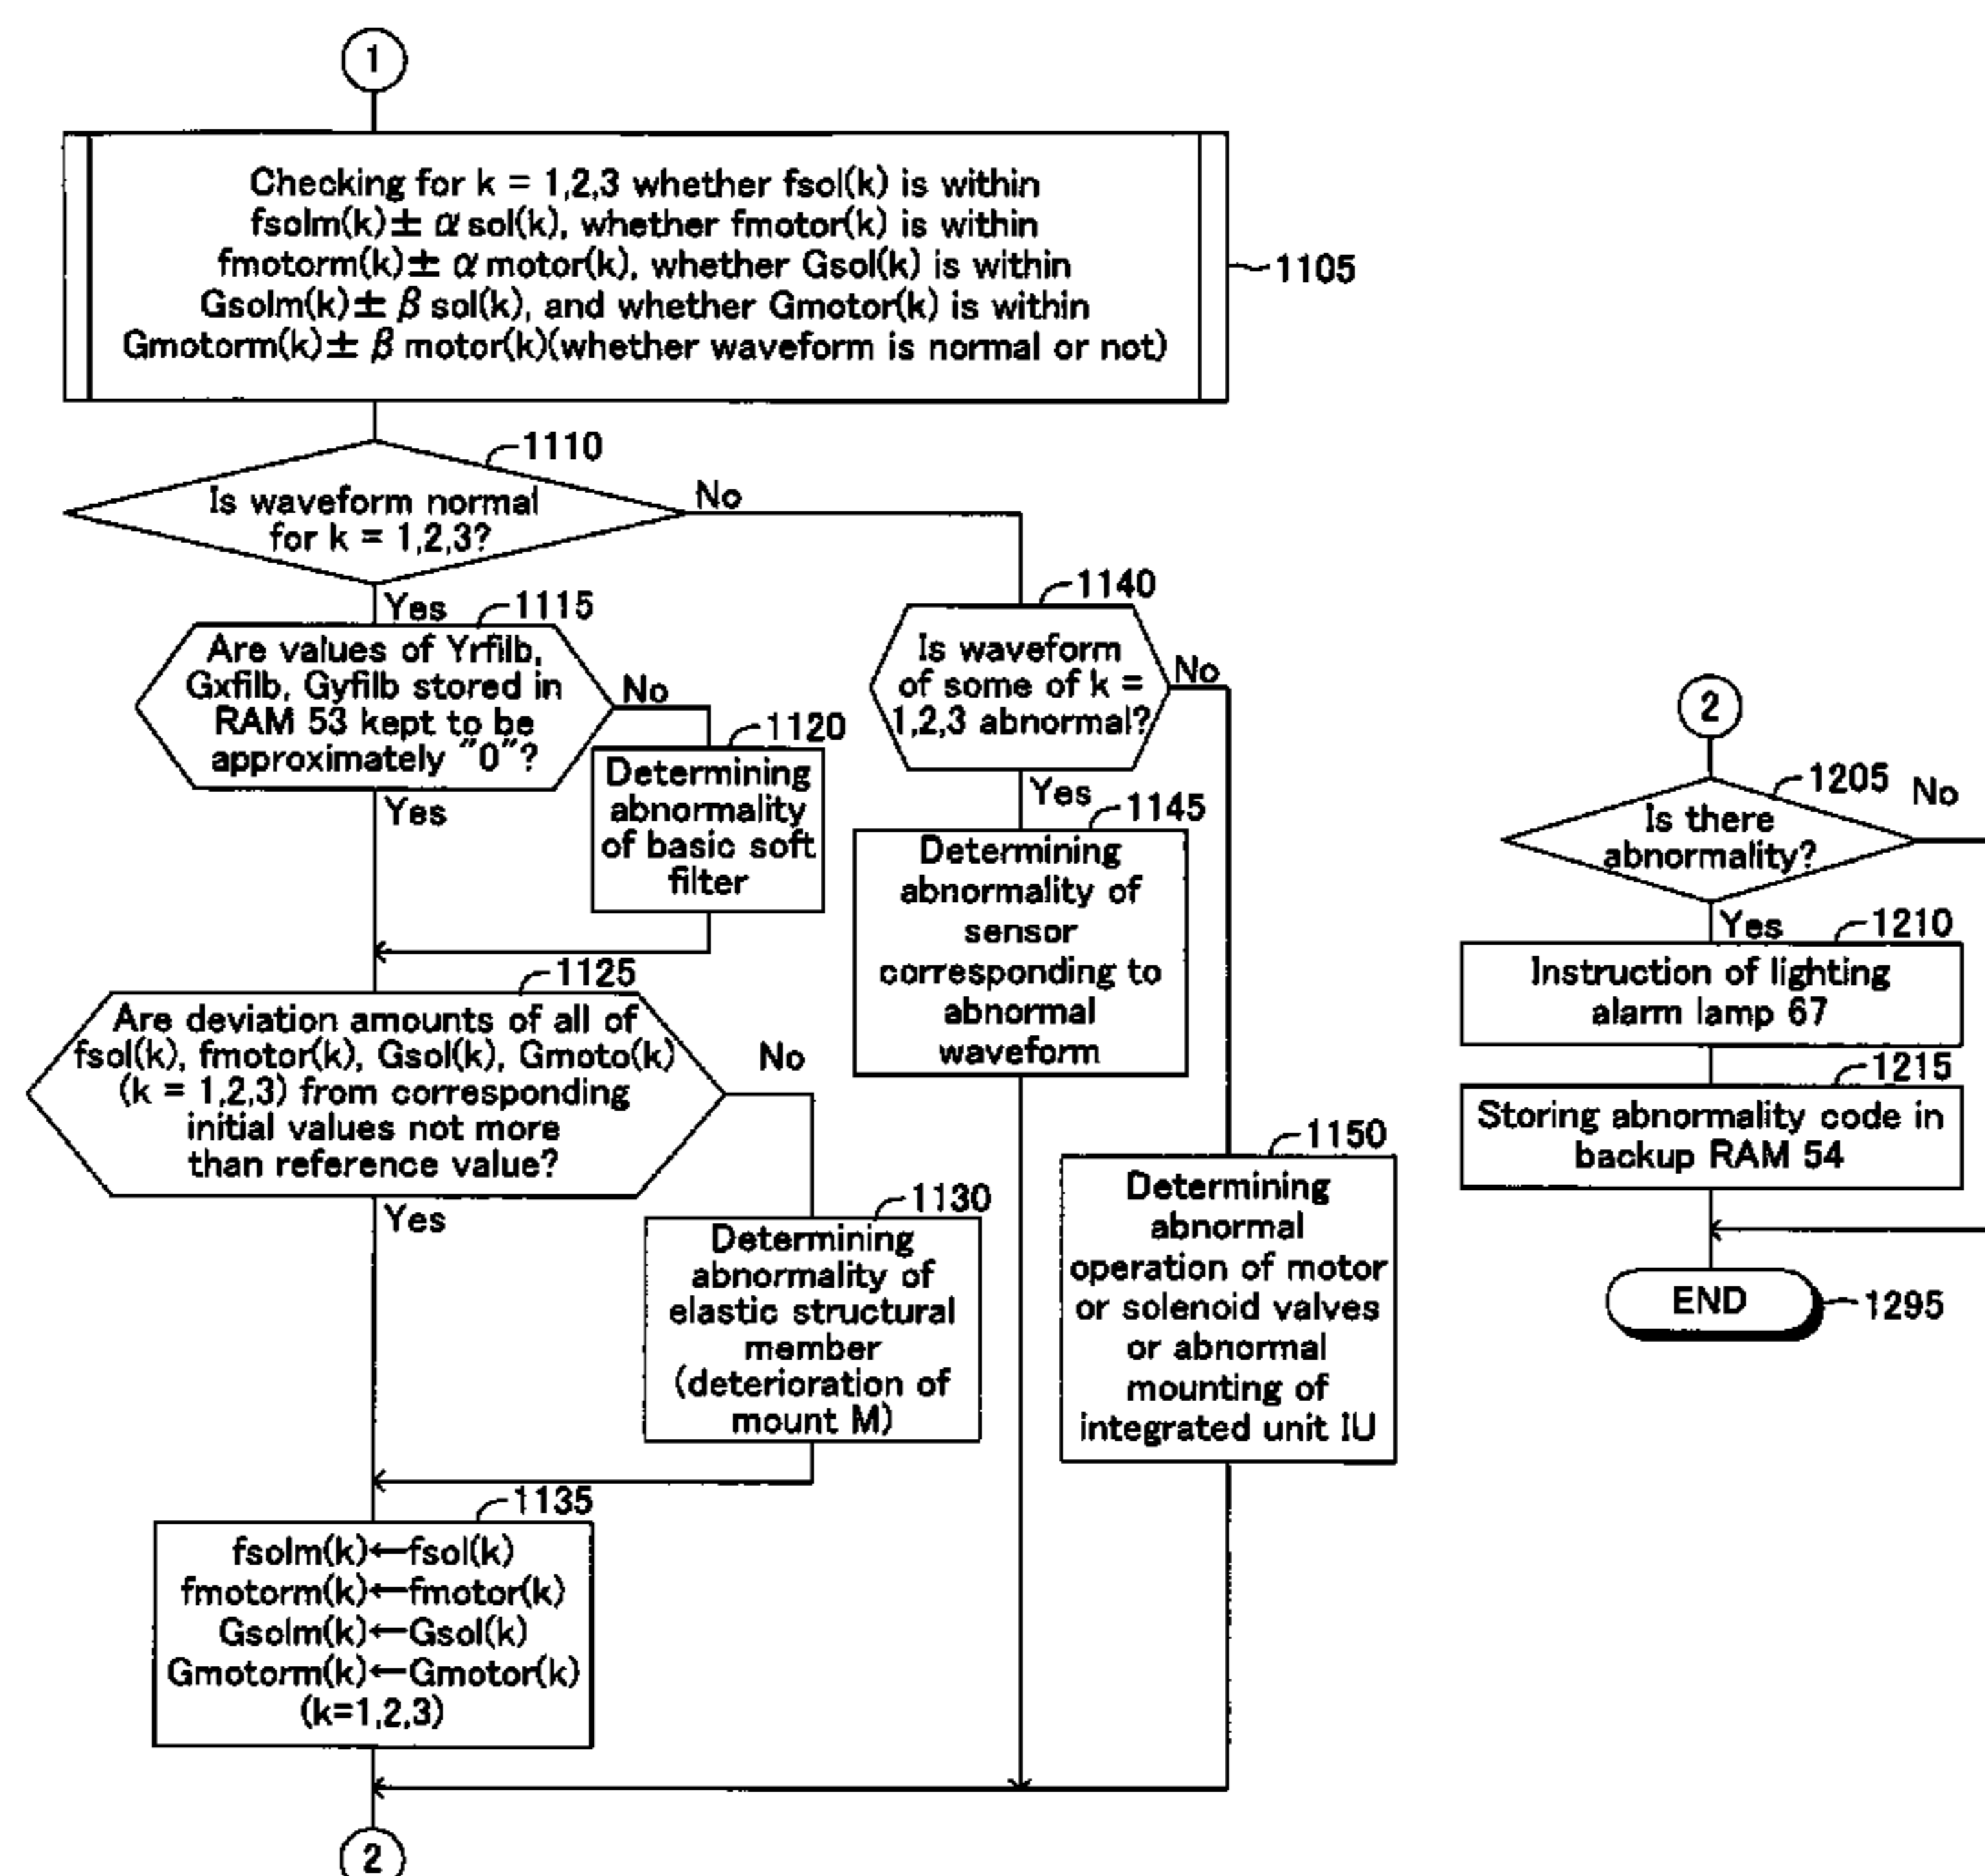 1
Checking for k = 1,2,3 whether fsol(k) is within
fsolm(k)± α sol(k), whether fmotor(k) is within
fmotorm(k)± α motor(k), whether Gsol(k) is within
Gsolm(k)± β sol(k), and whether Gmotor(k) is within
Gmotorm(k)± β motor(k)(whether waveform is normal or not)
1105
1110
Is waveform normal
for k = 1,2,3?
No
Yes
1115
Are values of Yrfilb,
Gxfilb, Gyfilb stored in
RAM 53 kept to be
approximately "0"?
No
Yes
1120
Determining
abnormality
of basic soft
filter
1125
Are deviation amounts of all of
fsol(k), fmotor(k), Gsol(k), Gmoto(k)
(k = 1,2,3) from corresponding
initial values not more
than reference value?
No
Yes
1130
Determining
abnormality of
elastic structural
member
(deterioration of
mount M)
1135
fsolm(k)←fsol(k)
fmotorm(k)←fmotor(k)
Gsolm(k)←Gsol(k)
Gmotorm(k)←Gmotor(k)
(k=1,2,3)
2
1140
Is waveform
of some of k =
1,2,3 abnormal?
No
Yes
1145
Determining
abnormality of
sensor
corresponding to
abnormal
waveform
1150
Determining
abnormal
operation of motor
or solenoid valves
or abnormal
mounting of
integrated unit IU
2
1205
Is there
abnormality?
No
Yes
1210
Instruction of lighting
alarm lamp 67
1215
Storing abnormality code in
backup RAM 54
END
1295